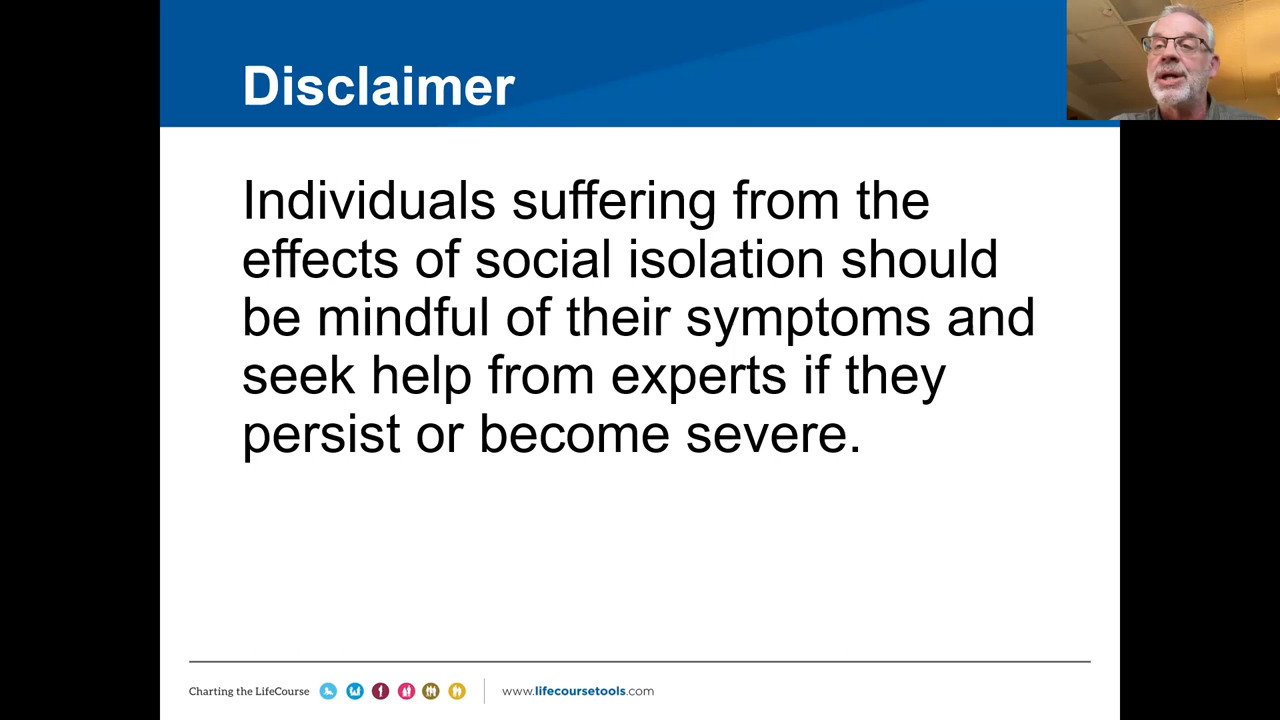 Disclaimer
Individuals suffering from the
effects of social isolation should
be mindful of their symptoms and
seek help from experts if they
persist or become severe.
Charting the LifeCourse
www.lifecoursetools.com